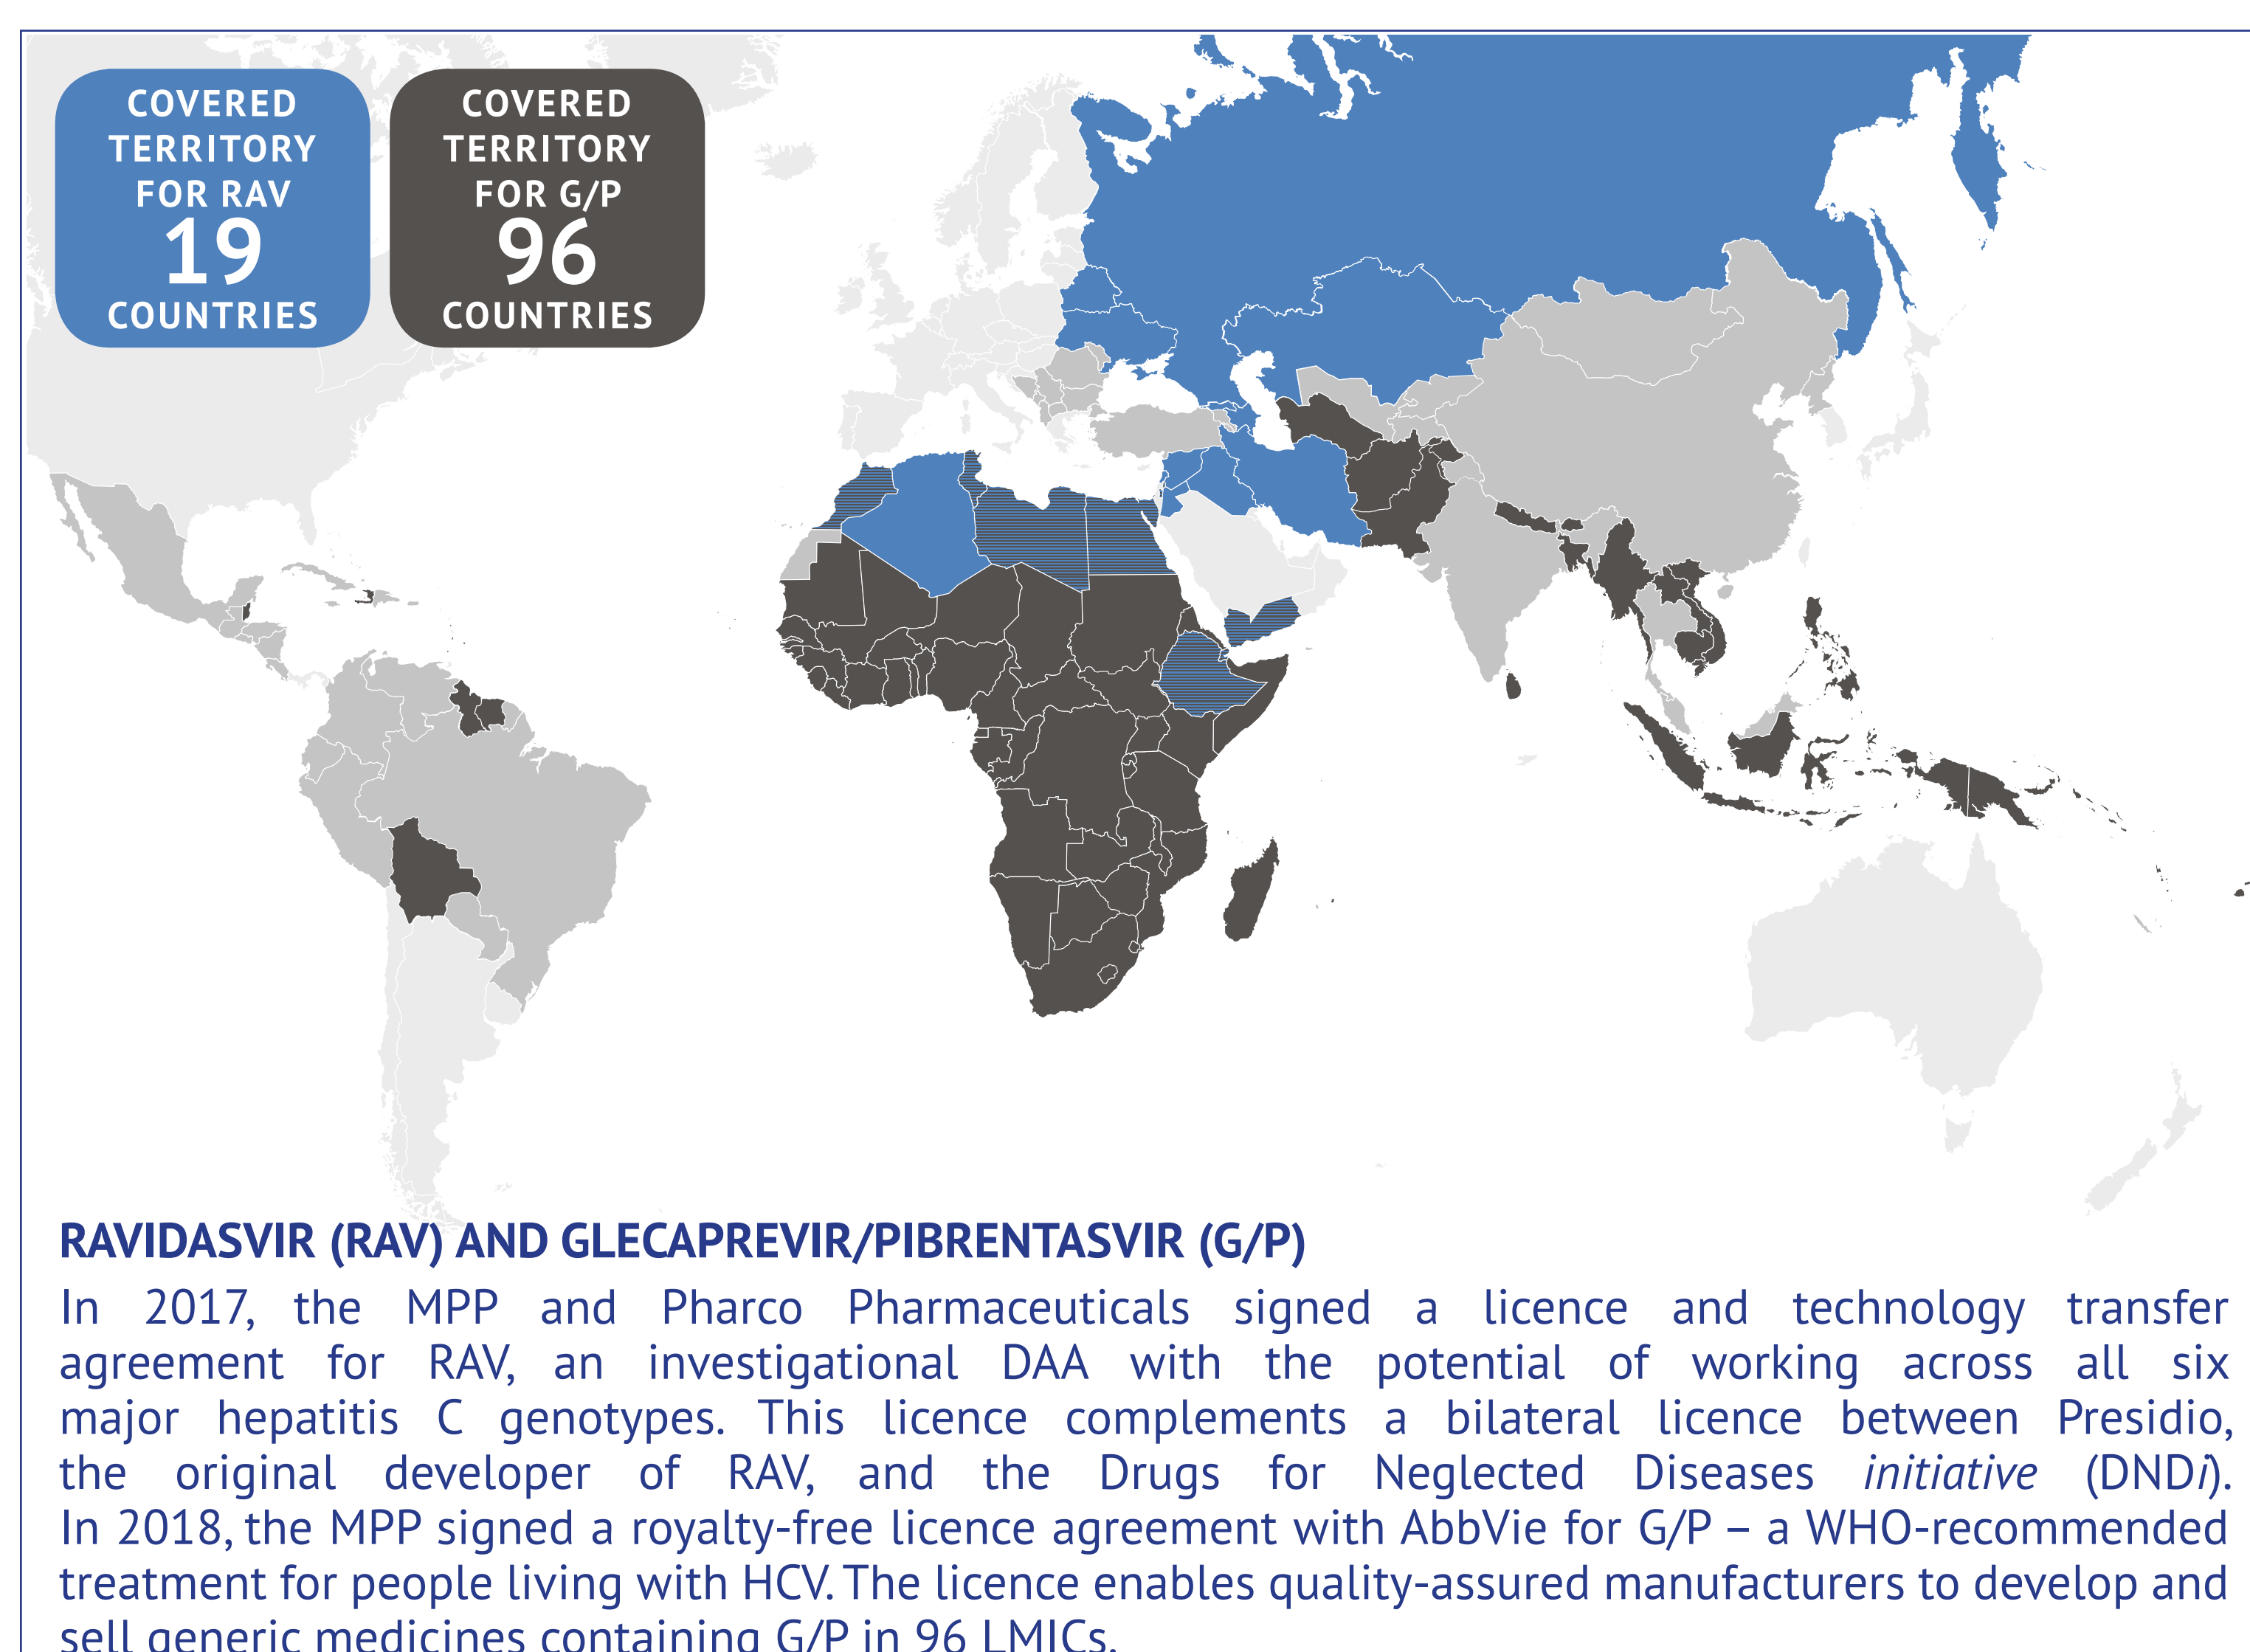 COVERED
TERRITORY
FOR RAV
19
COUNTRIES
COVERED
TERRITORY
FOR G/P
96
COUNTRIES
RAVIDASVIR (RAV) AND GLECAPREVIR/PIBRENTASVIR (G/P)
In 2017, the MPP and Pharco Pharmaceuticals signed a licence and technology transfer
agreement for RAV, an investigational DAA with the potential of working across all six
major hepatitis C genotypes. This licence complements a bilateral licence between Presidio,
the original developer of RAV, and the Drugs for Neglected Diseases initiative (DNDi).
In 2018, the MPP signed a royalty-free licence agreement with AbbVie for G/P – a WHO-recommended
treatment for people living with HCV. The licence enables quality-assured manufacturers to develop and
sell generic medicines containing G/P in 96 LMICs.